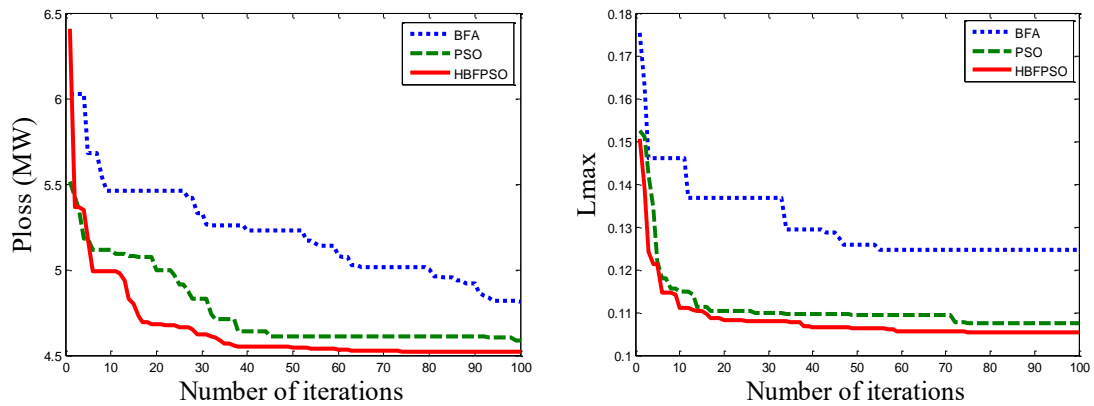 6.5
6
5.5
5
4.5
Ploss (MW)
0 10 20 30 40 50 60 70 80 90 100
Number of iterations
BFA
PSO
HBFPSO
0.18
0.17
0.16
0.15
0.14
0.13
0.12
0.11
0.1
Lmax
0 10 20 30 40 50 60 70 80 90 100
Number of iterations
BFA
PSO
HBFPSO